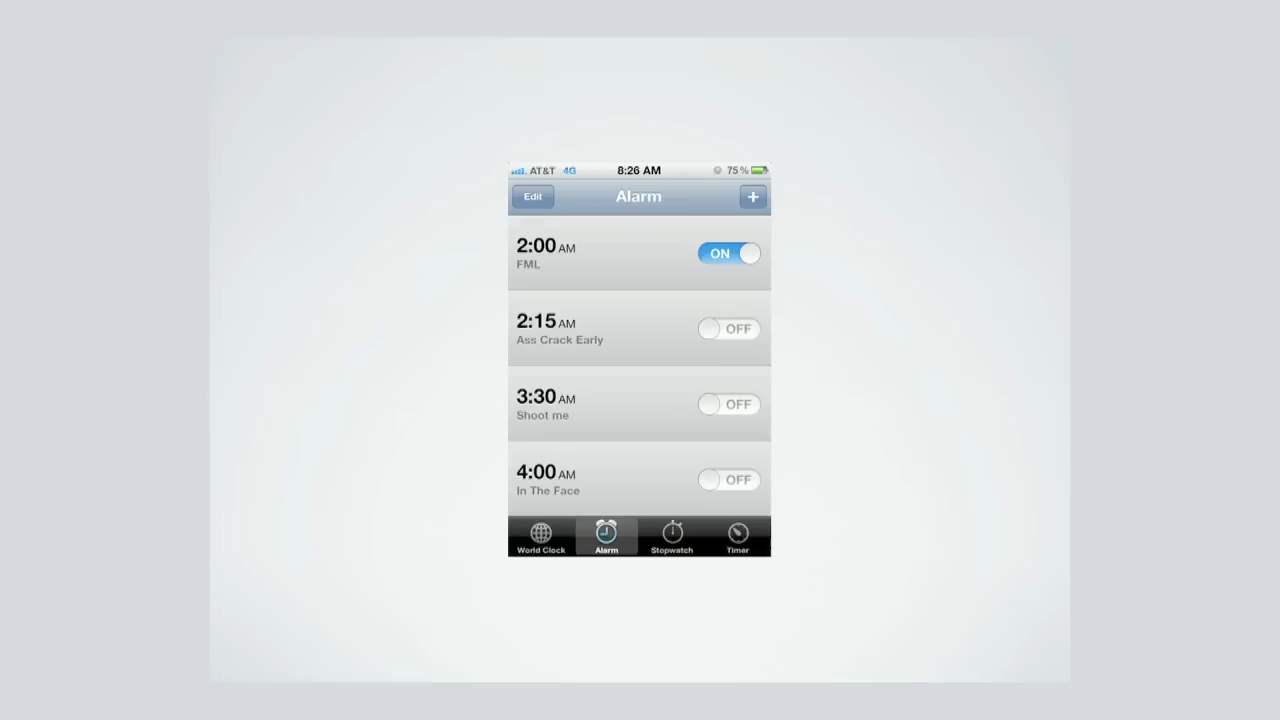 AT&T 4G 8:26 AM 75%
Edit Alarm +
2:00 AM ON
FML
2:15 AM OFF
Ass Crack Early
3:30 AM OFF
Shoot me
4:00 AM OFF
In The Face
World Clock Alarm Stopwatch Timer